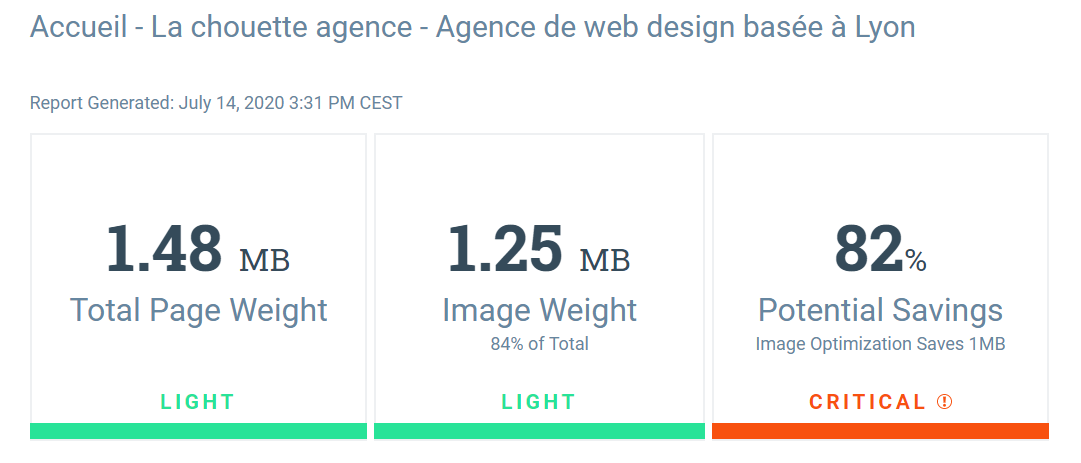 Accueil - La chouette agence - Agence de web design basée à Lyon
Report Generated: July 14, 2020 3:31 PM CEST
1.48 MB
Total Page Weight
LIGHT
1.25 MB
Image Weight
84% of Total
LIGHT
82%
Potential Savings
Image Optimization Saves 1MB
CRITICAL